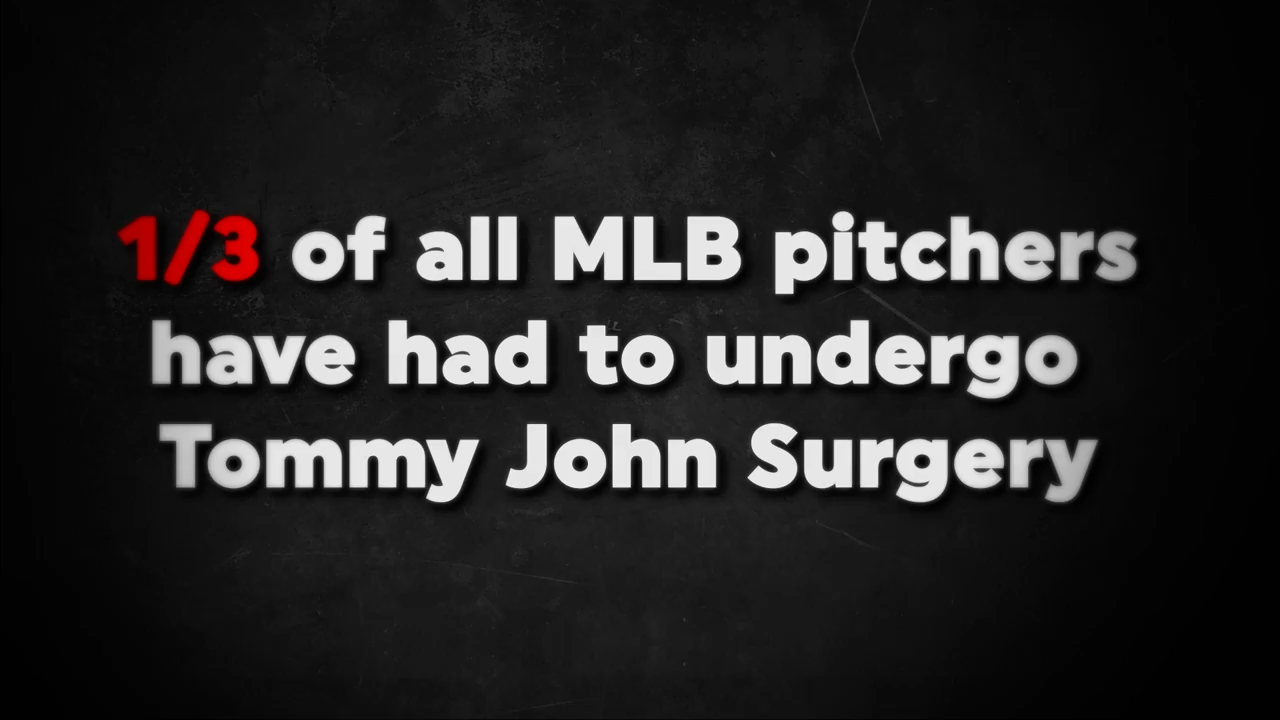 1/3 of all MLB pitchers
have had to undergo
Tommy John Surgery